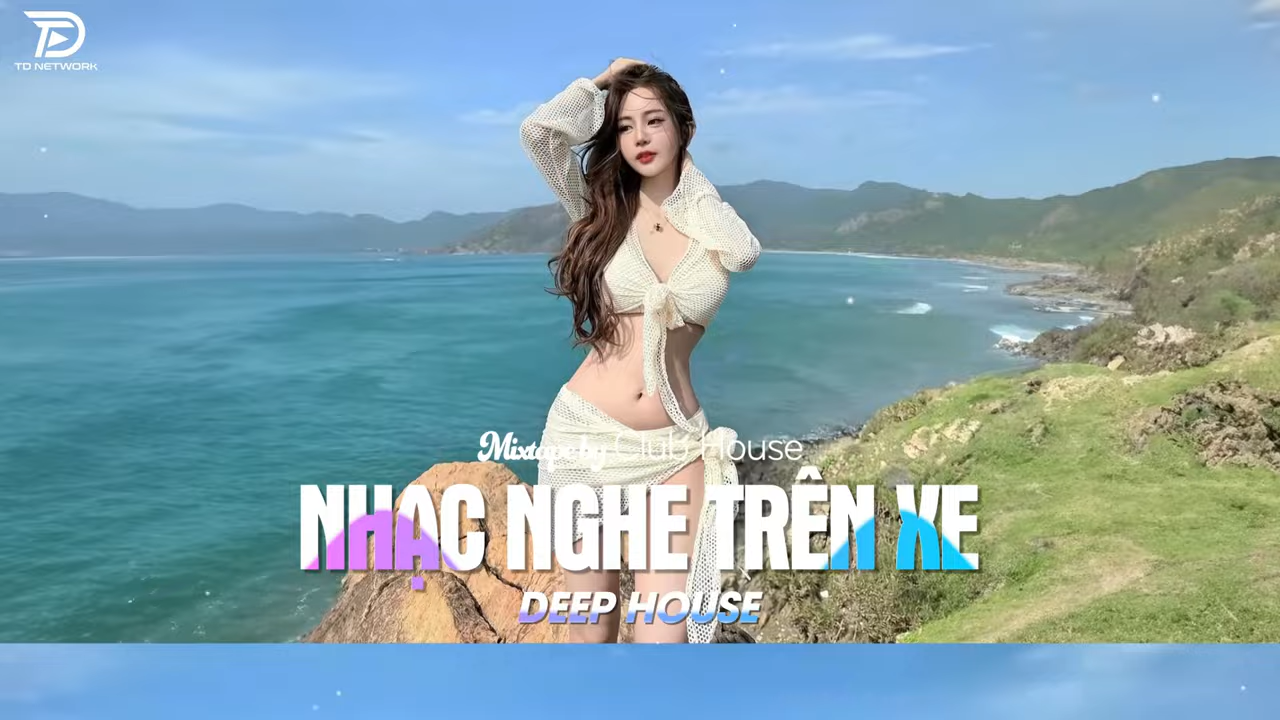 TD NETWORK
Mixtape by Club House
NHẠC NGHE TRÊN XE
DEEP HOUSE